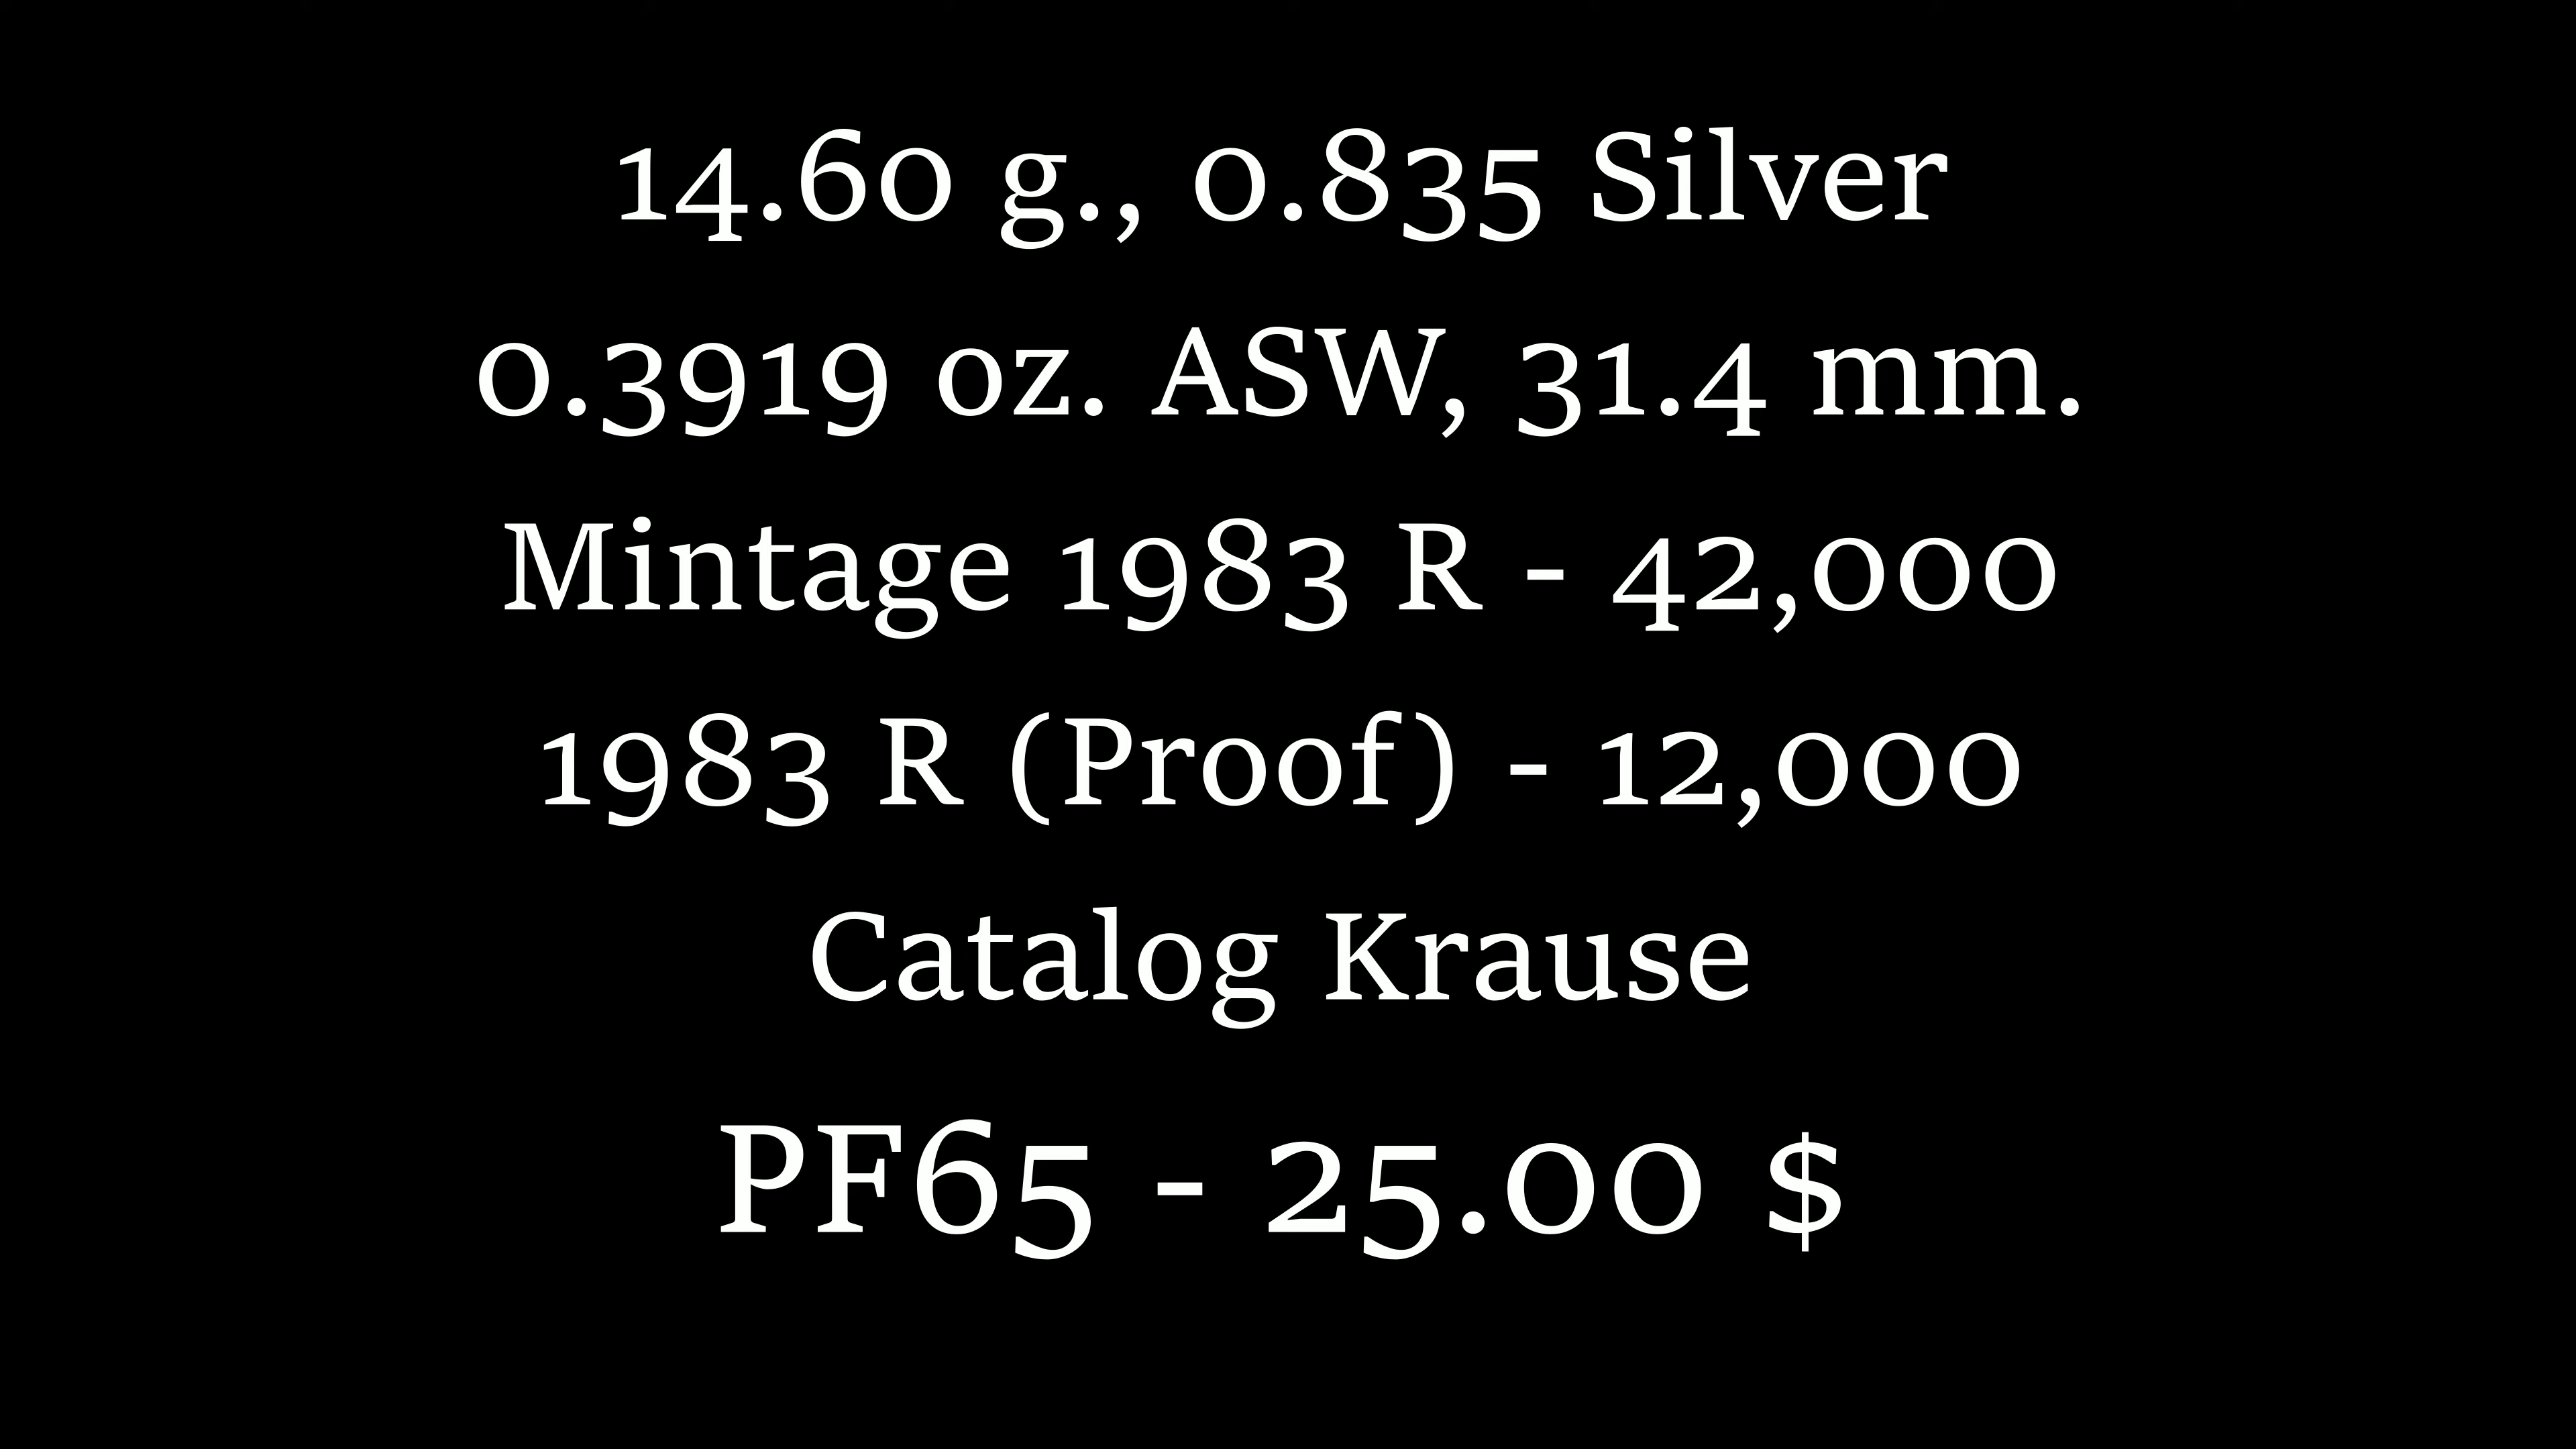 14.60 g., 0.835 Silver
0.3919 oz. ASW, 31.4 mm.
Mintage 1983 R - 42,000
1983 R (Proof) - 12,000
Catalog Krause
PF65 - 25.00 $